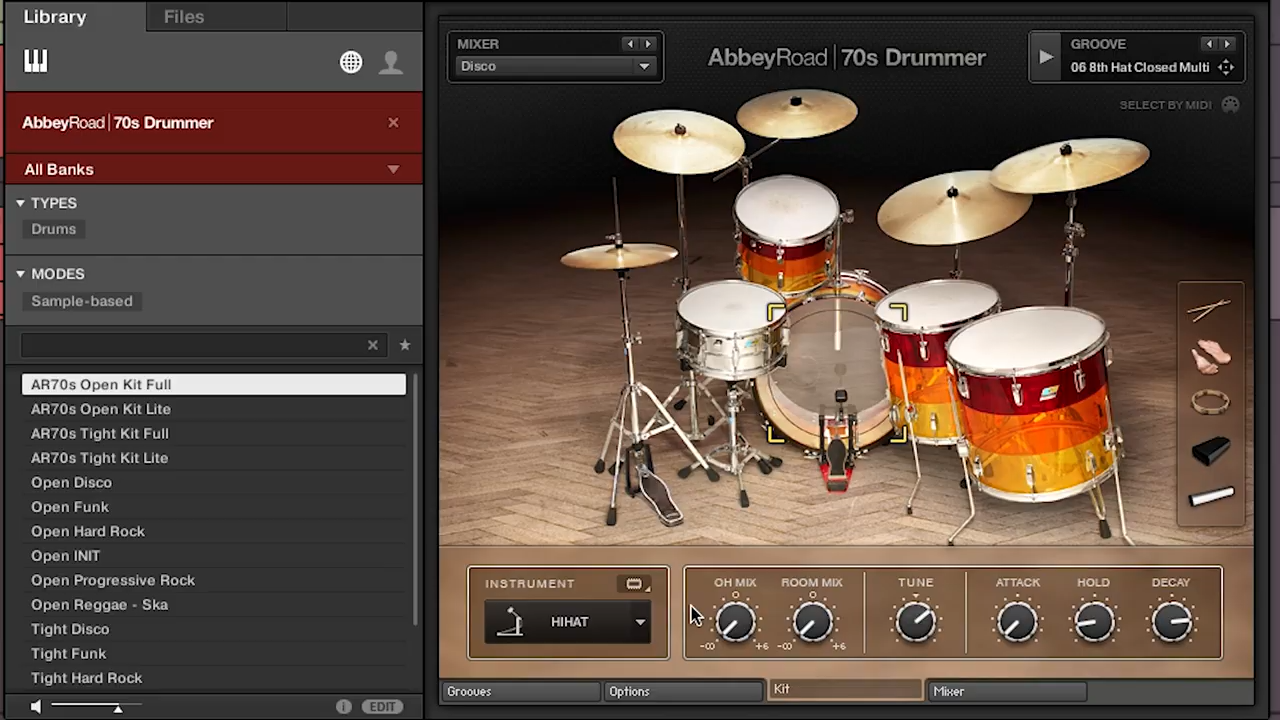 Library
Files
AbbeyRoad | 70s Drummer
All Banks
TYPES
Drums
MODES
Sample-based
AR70s Open Kit Full
AR70s Open Kit Lite
AR70s Tight Kit Full
AR70s Tight Kit Lite
Open Disco
Open Funk
Open Hard Rock
Open INIT
Open Progressive Rock
Open Reggae - Ska
Tight Disco
Tight Funk
Tight Hard Rock
EDIT
MIXER
Disco
AbbeyRoad | 70s Drummer
GROOVE
06 8th Hat Closed Multi
SELECT BY MIDI
INSTRUMENT
HIHAT
OH MIX
-∞ +6
ROOM MIX
-∞ +6
TUNE
ATTACK
HOLD
DECAY
Grooves
Options
Kit
Mixer